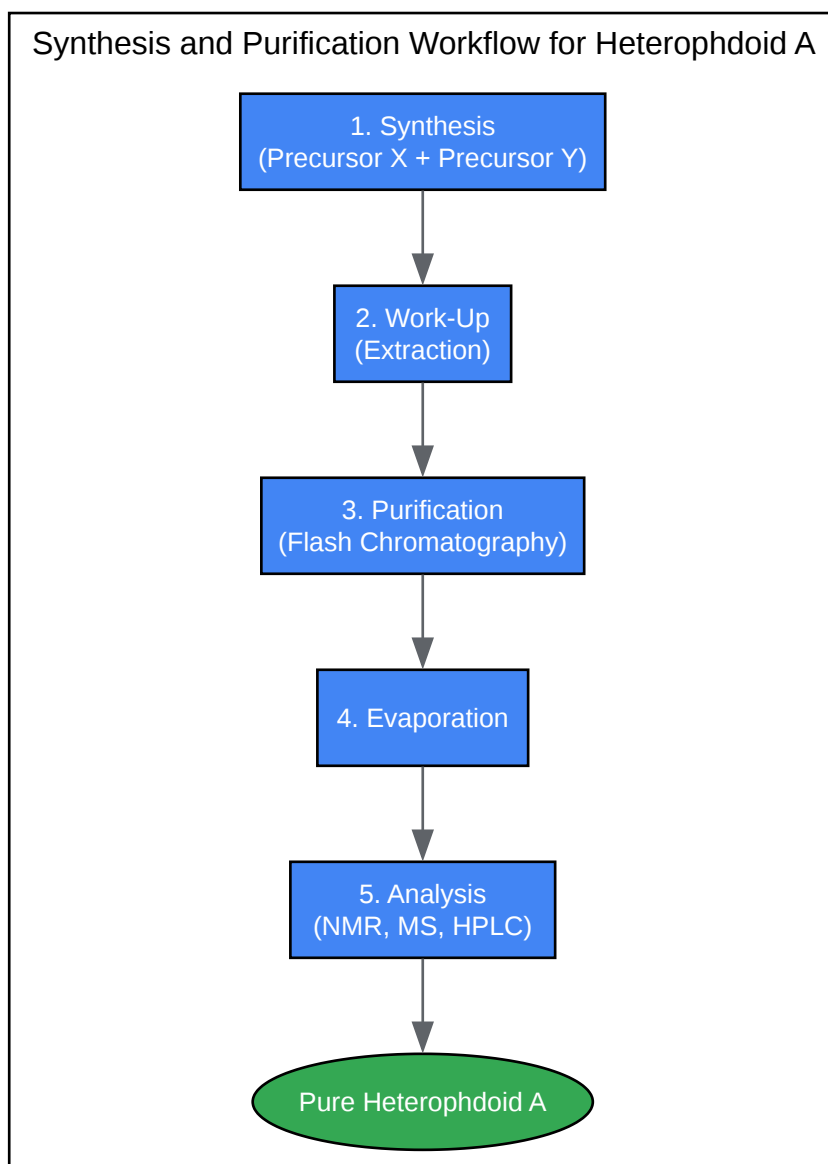 Synthesis and Purification Workflow for Heterophdoid A
1. Synthesis
(Precursor X + Precursor Y)
2. Work-Up
(Extraction)
3. Purification
(Flash Chromatography)
4. Evaporation
5. Analysis
(NMR, MS, HPLC)
Pure Heterophdoid A